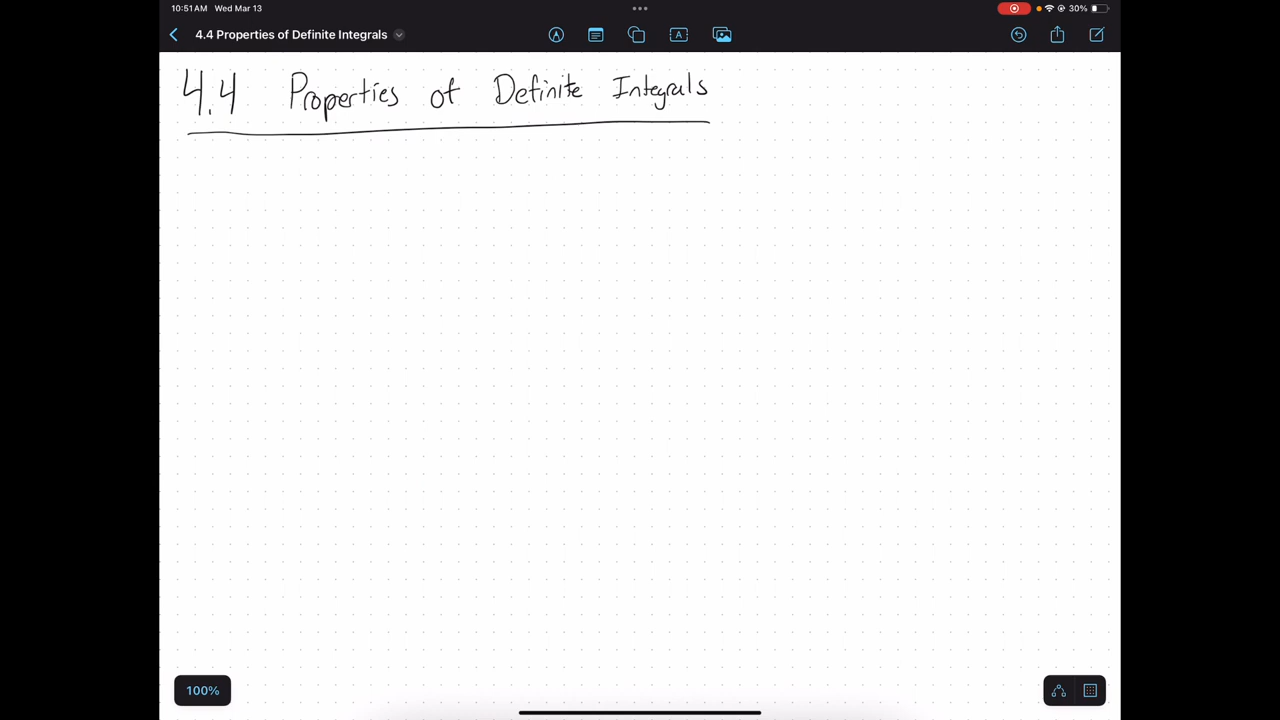 10:51 AM Wed Mar 13
30%
4.4 Properties of Definite Integrals
A
4.4 Properties of Definite Integrals
100%